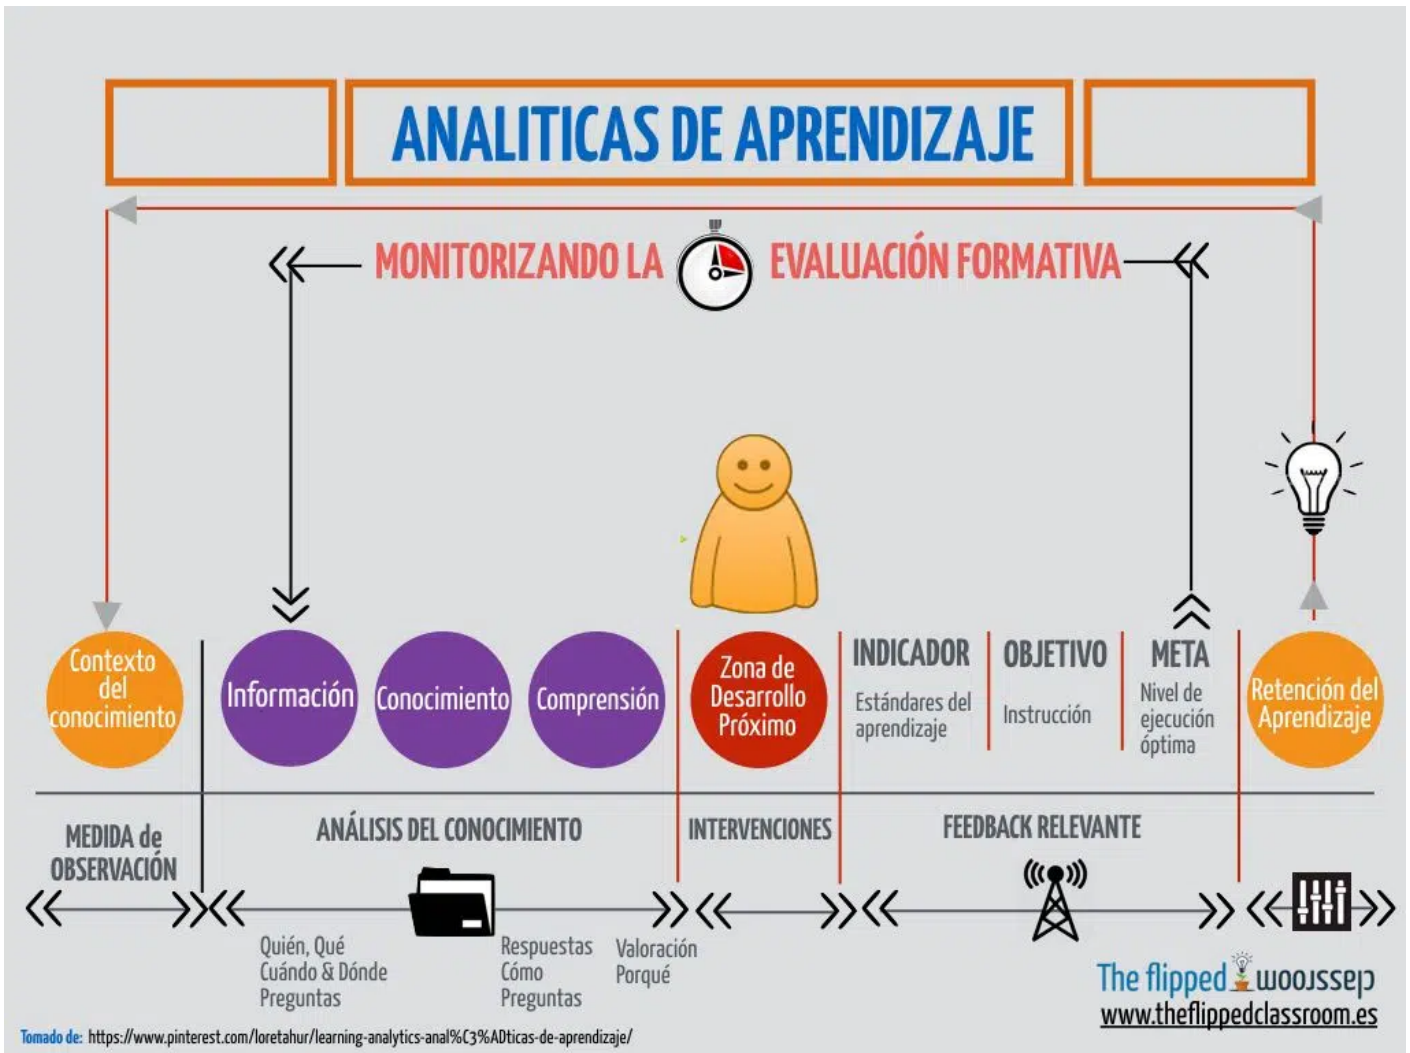 ANALITICAS DE APRENDIZAJE
MONITORIZANDO LA EVALUACIÓN FORMATIVA
Contexto
del
conocimiento
Información
Conocimiento
Comprensión
Zona de
Desarrollo
Próximo
INDICADOR
Estándares del
aprendizaje
OBJETIVO
Instrucción
META
Nivel de
ejecución
óptima
Retención del
Aprendizaje
MEDIDA de
OBSERVACIÓN
ANÁLISIS DEL CONOCIMIENTO
INTERVENCIONES
FEEDBACK RELEVANTE
Quién, Qué
Cuándo & Dónde
Preguntas
Respuestas
Cómo
Preguntas
Valoración
Porqué
The flipped classroom
www.theflippedclassroom.es
Tomado de: https://www.pinterest.com/loretahur/learning-analytics-anal%C3%ADticas-de-aprendizaje/